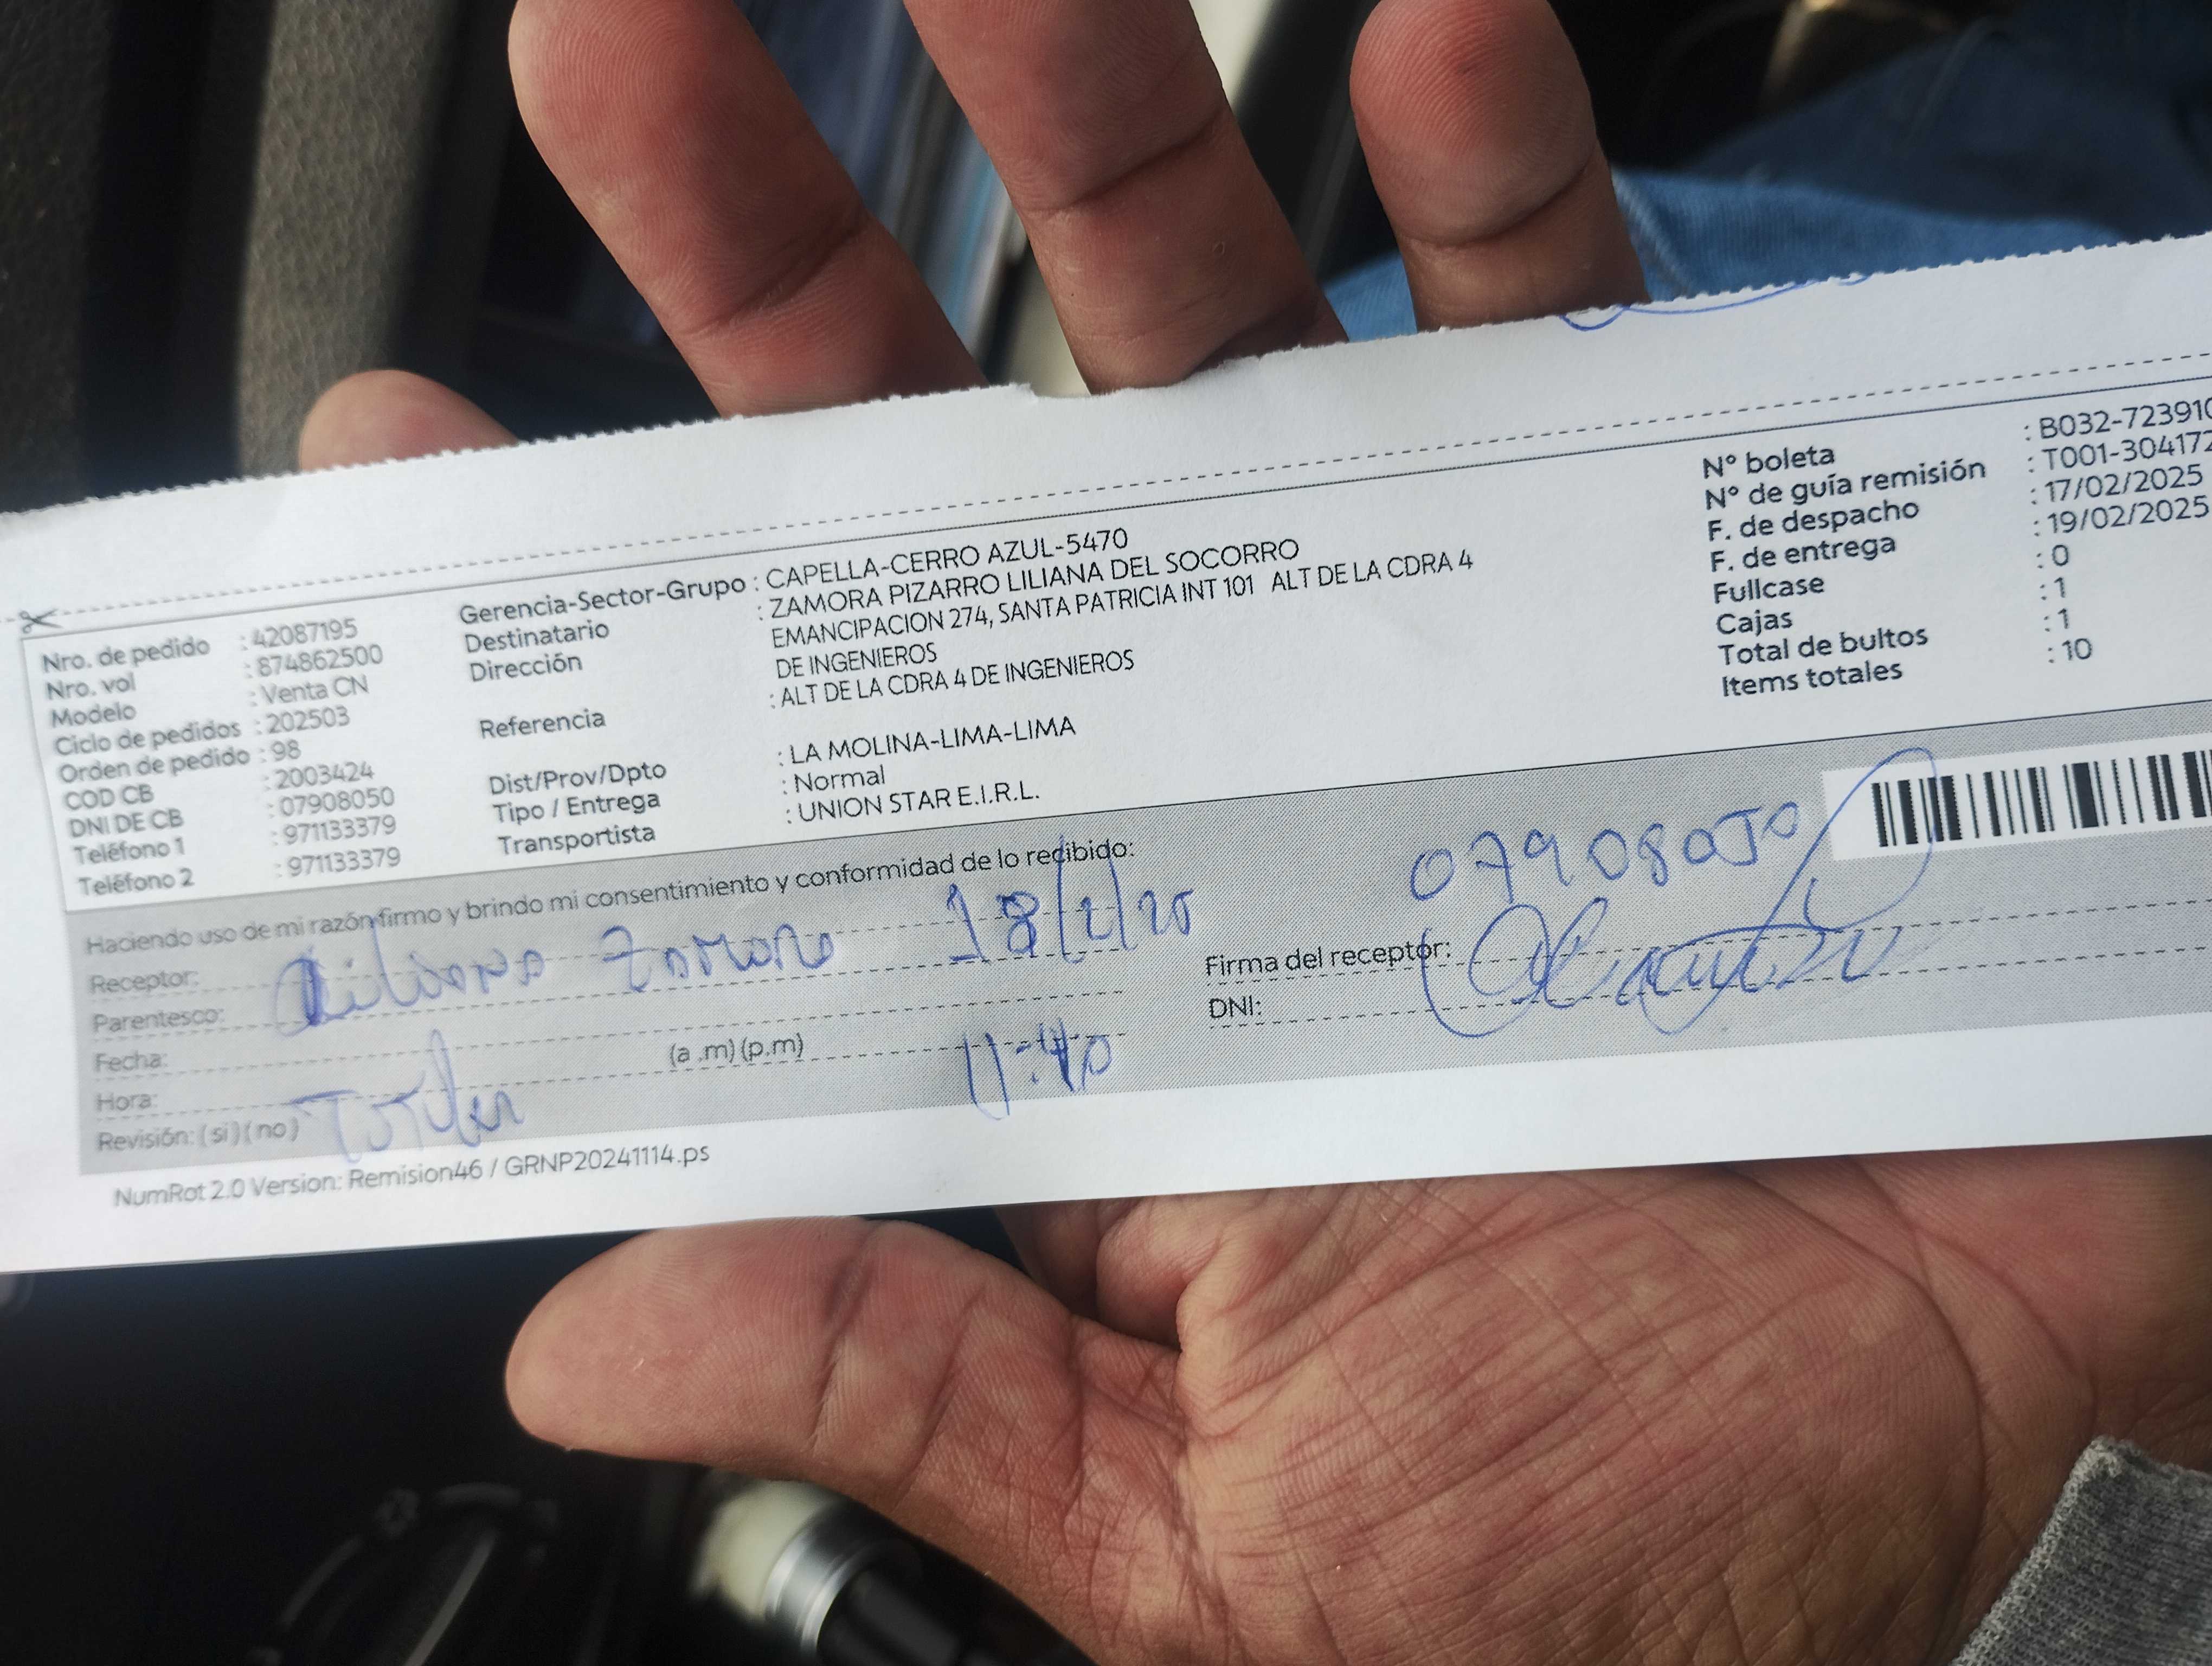 Nro. de pedido : 42087195
Nro. vol : 874862500
Modelo : Venta CN
Ciclo de pedidos : 202503
Orden de pedido : 98
COD CB : 2003424
DNI DE CB : 07908050
Teléfono 1 : 971133379
Teléfono 2 : 971133379
Gerencia-Sector-Grupo : CAPELLA-CERRO AZUL-5470
Destinatario : ZAMORA PIZARRO LILIANA DEL SOCORRO
Dirección EMANCIPACION 274, SANTA PATRICIA INT 101 ALT DE LA CDRA 4
DE INGENIEROS
Referencia : ALT DE LA CDRA 4 DE INGENIEROS
Dist/Prov/Dpto : LA MOLINA-LIMA-LIMA
Tipo / Entrega : Normal
Transportista : UNION STAR E.I.R.L.
N° boleta : B032-723910
N° de guía remisión : T001-304172
F. de despacho : 17/02/2025
F. de entrega : 19/02/2025
Fullcase : 0
Cajas : 1
Total de bultos : 1
Items totales : 10
Haciendo uso de mi razón firmo y brindo mi consentimiento y conformidad de lo recibido:
Receptor: Liliana Zamora 18/2/25
Parentesco:
Fecha:
Hora: (a .m) (p.m) 11:40
Revisión: (si) (no) Titular
07908050
Firma del receptor:
DNI:
NumRot 2.0 Version: Remision46 / GRNP20241114.ps